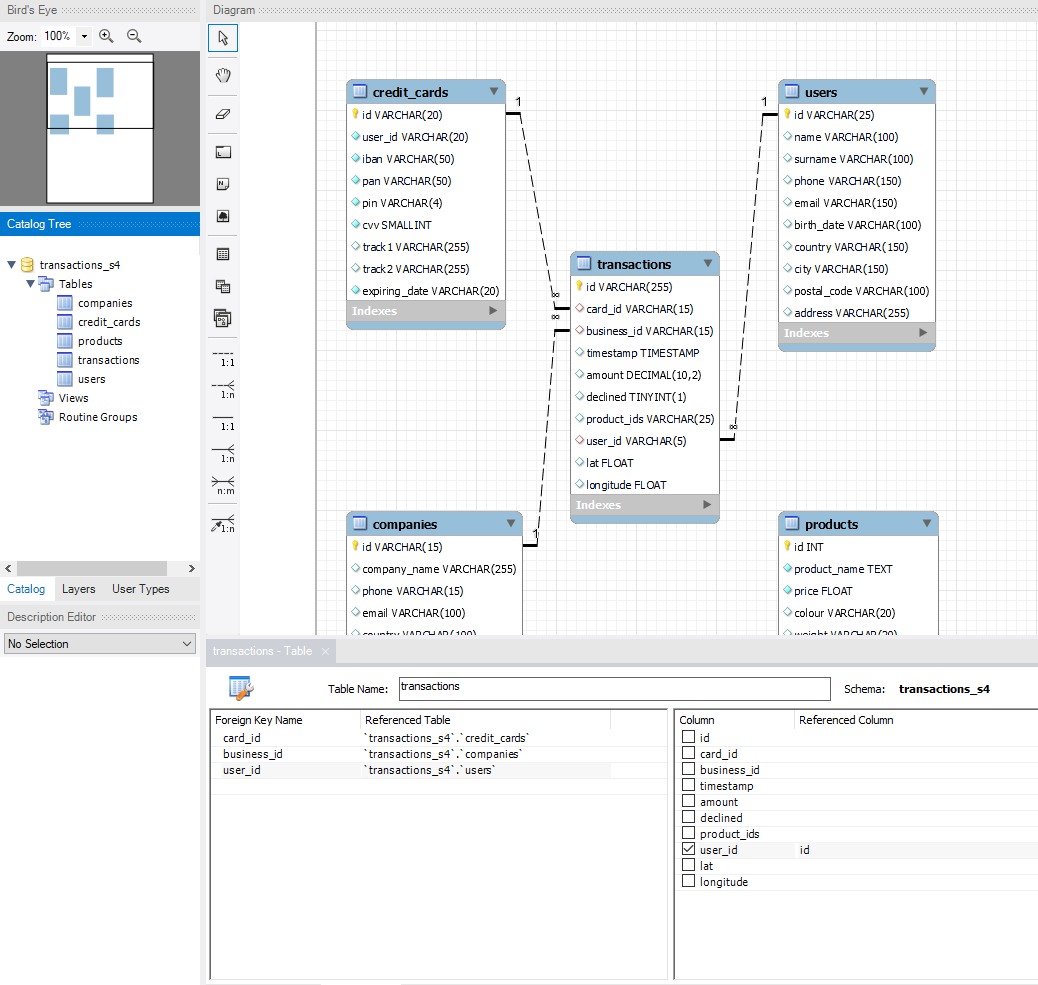 Bird's Eye
Zoom: 100%
Catalog Tree
transactions_s4
Tables
companies
credit_cards
products
transactions
users
Views
Routine Groups
Catalog Layers User Types
Description Editor
No Selection
Diagram
1:1
1:n
1:1
1:n
n:m
1:n
credit_cards
id VARCHAR(20)
user_id VARCHAR(20)
iban VARCHAR(50)
pan VARCHAR(50)
pin VARCHAR(4)
cvv SMALLINT
track1 VARCHAR(255)
track2 VARCHAR(255)
expiring_date VARCHAR(20)
Indexes
1
∞
∞
transactions
id VARCHAR(255)
card_id VARCHAR(15)
business_id VARCHAR(15)
timestamp TIMESTAMP
amount DECIMAL(10,2)
declined TINYINT(1)
product_ids VARCHAR(25)
user_id VARCHAR(5)
lat FLOAT
longitude FLOAT
Indexes
1
∞
users
id VARCHAR(25)
name VARCHAR(100)
surname VARCHAR(100)
phone VARCHAR(150)
email VARCHAR(150)
birth_date VARCHAR(100)
country VARCHAR(150)
city VARCHAR(150)
postal_code VARCHAR(100)
address VARCHAR(255)
Indexes
companies
id VARCHAR(15)
company_name VARCHAR(255)
phone VARCHAR(15)
email VARCHAR(100)
country VARCHAR(100)
1
products
id INT
product_name TEXT
price FLOAT
colour VARCHAR(20)
weight VARCHAR(20)
transactions - Table
Table Name: transactions Schema: transactions_s4
Foreign Key Name Referenced Table
card_id `transactions_s4`.`credit_cards`
business_id `transactions_s4`.`companies`
user_id `transactions_s4`.`users`
Column Referenced Column
id
card_id
business_id
timestamp
amount
declined
product_ids
user_id id
lat
longitude